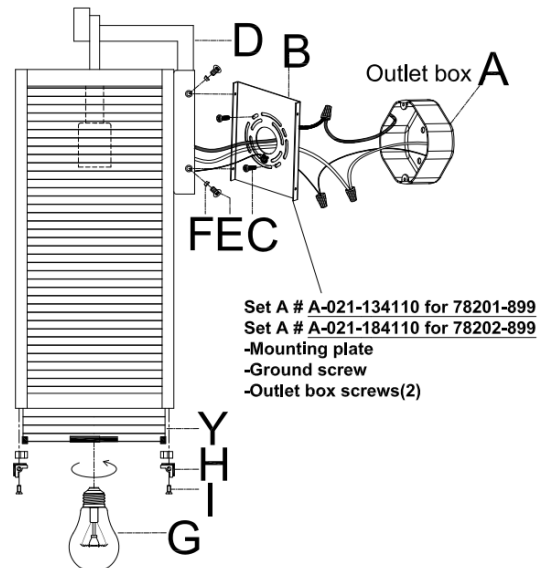 D
B
Outlet box A
FEC
Set A # A-021-134110 for 78201-899
Set A # A-021-184110 for 78202-899
-Mounting plate
-Ground screw
-Outlet box screws(2)
Y
H
I
G